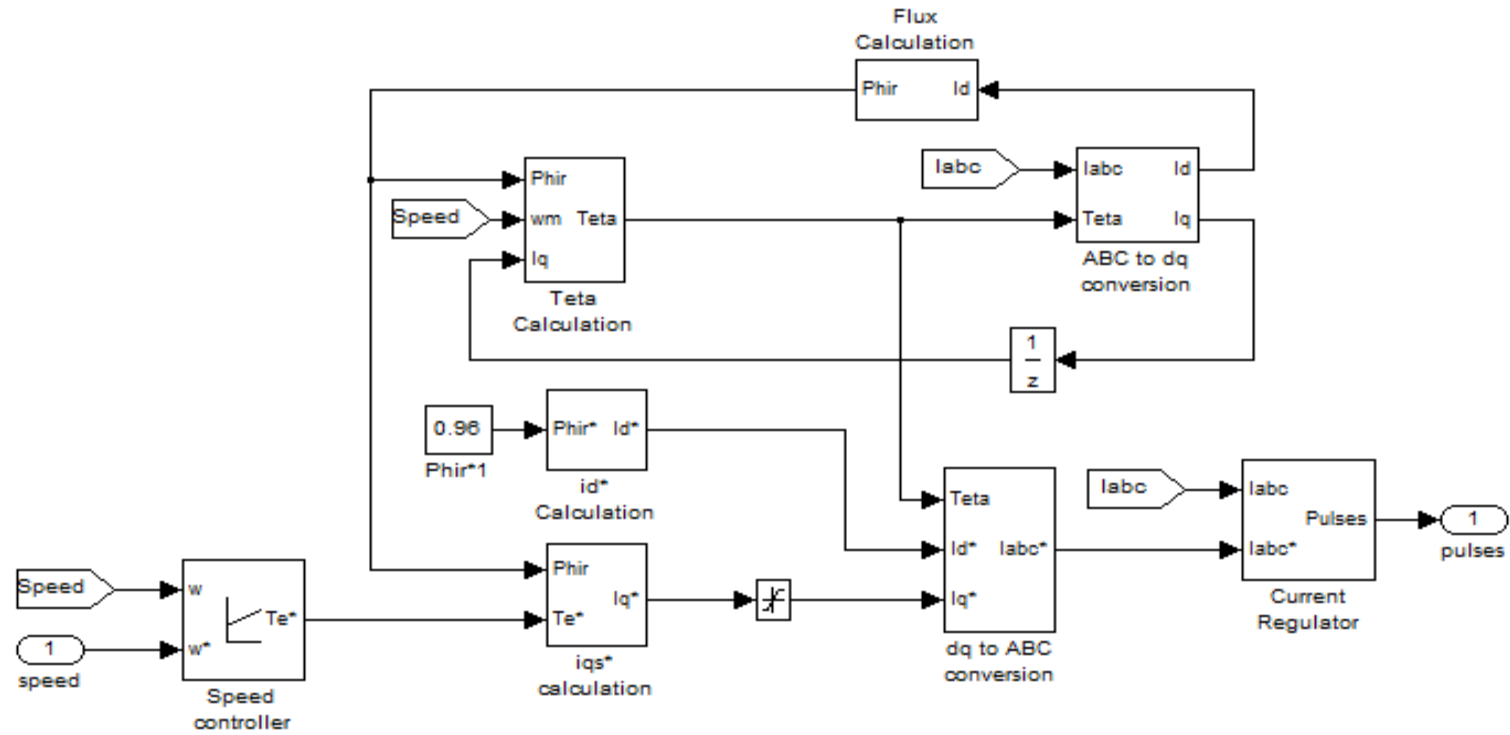 Flux
Calculation
Phir Id
Iabc
Iabc Id
Teta Iq
ABC to dq
conversion
Phir
Speed
wm Teta
Iq
Teta
Calculation
1
z
0.96
Phir*1
Phir* Id*
id*
Calculation
Teta
Id* Iabc*
Iq*
dq to ABC
conversion
Iabc
Iabc
Pulses
Iabc*
Current
Regulator
1
pulses
Phir
Iq*
Te*
iqs*
calculation
Speed
1
speed
w
Te*
w*
Speed
controller